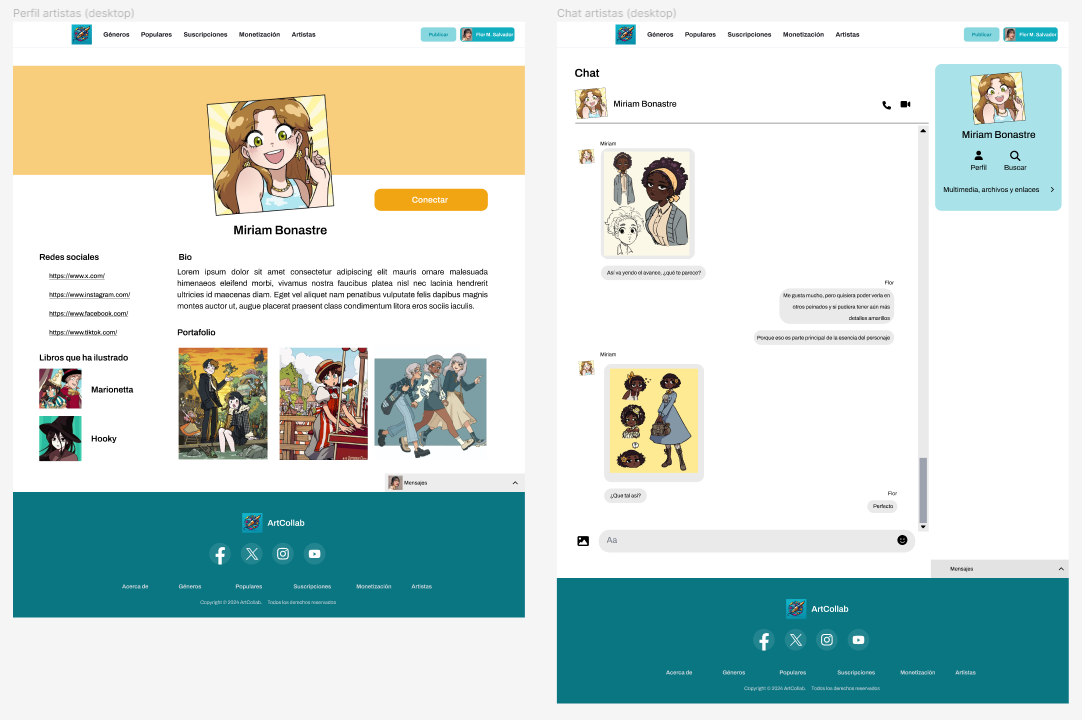 Perfil artistas (desktop)
Géneros Populares Suscripciones Monetización Artistas Publicar Flor M. Salvador
Conectar
Miriam Bonastre
Redes sociales
https://www.x.com/
https://www.instagram.com/
https://www.facebook.com/
https://www.tiktok.com/
Libros que ha ilustrado
Marionetta
Hooky
Bio
Lorem ipsum dolor sit amet consectetur adipiscing elit mauris ornare malesuada
himenaeos eleifend morbi, vivamus nostra faucibus platea nisl nec lacinia hendrerit
ultricies id maecenas diam. Eget vel aliquet nam penatibus vulputate felis dapibus magnis
montes auctor ut, augue placerat praesent class condimentum litora eros sociis iaculis.
Portafolio
Mensajes
ArtCollab
Acerca de Géneros Populares Suscripciones Monetización Artistas
Copyright © 2024 ArtCollab. Todos los derechos reservados
Chat artistas (desktop)
Géneros Populares Suscripciones Monetización Artistas Publicar Flor M. Salvador
Chat
Miriam Bonastre
Miriam
Así va yendo el avance, ¿qué te parece?
Flor
Me gusta mucho, pero quisiera poder verla en
otros peinados y si pudiera tener aún más
detalles amarillos
Porque eso es parte principal de la esencia del personaje
Miriam
¿Que tal así?
Flor
Perfecto
Aa
Miriam Bonastre
Perfil Buscar
Multimedia, archivos y enlaces
Mensajes
ArtCollab
Acerca de Géneros Populares Suscripciones Monetización Artistas
Copyright © 2024 ArtCollab. Todos los derechos reservados